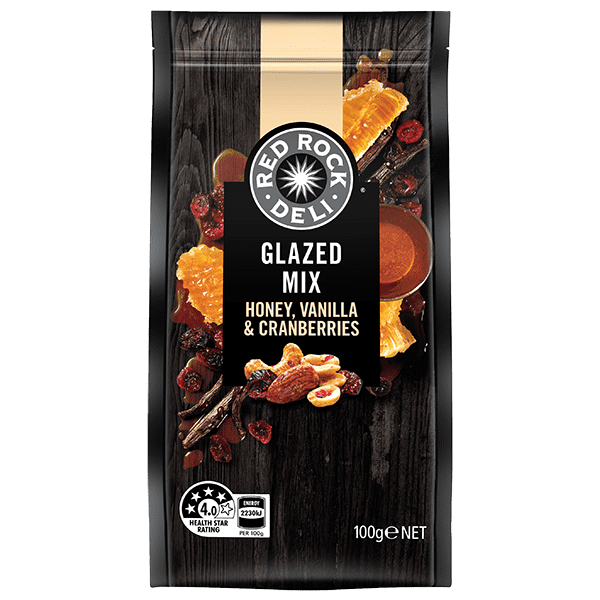 RED ROCK
DELI
®
GLAZED
MIX
HONEY, VANILLA
& CRANBERRIES
4.0
HEALTH STAR
RATING
ENERGY
2230kJ
PER 100g
100g℮ NET